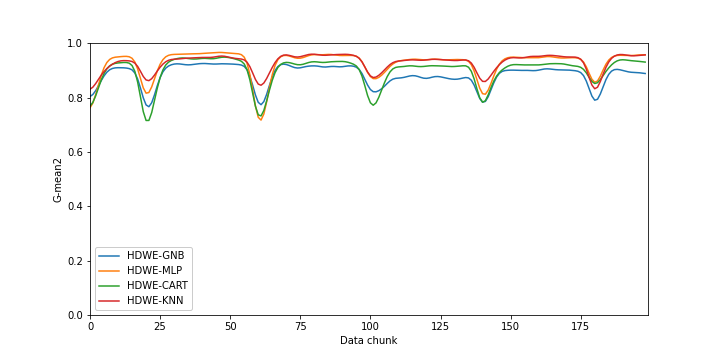 1.0
0.8
0.6
0.4
0.2
0.0
G-mean2
HDWE-GNB
HDWE-MLP
HDWE-CART
HDWE-KNN
0 25 50 75 100 125 150 175
Data chunk